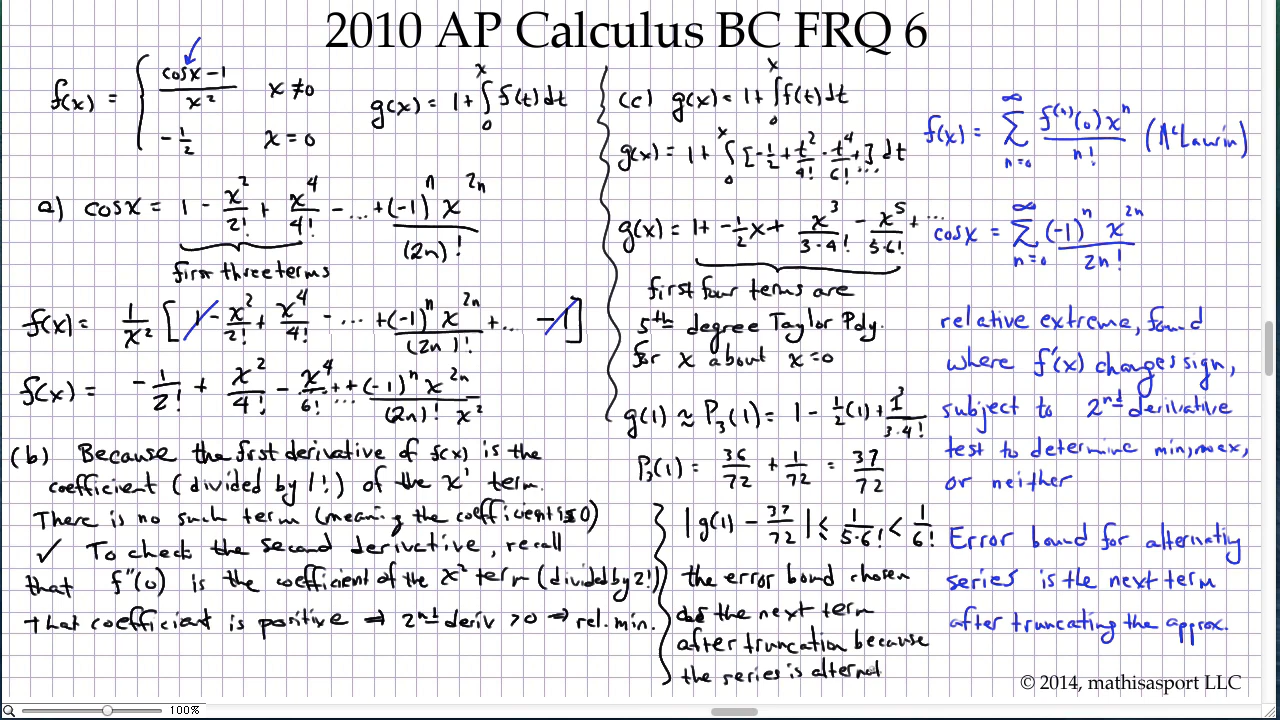 2010 AP Calculus BC FRQ 6
f(x) = { (cosx - 1)/x² x ≠ 0
-1/2 x = 0
g(x) = 1 + ∫₀ˣ f(t)dt
a) cosx = 1 - x²/2! + x⁴/4! - ... + (-1)ⁿ x²ⁿ/(2n)!
first three terms
f(x) = 1/x² [ 1 - x²/2! + x⁴/4! - ... + (-1)ⁿ x²ⁿ/(2n)! + ... - 1 ]
f(x) = -1/2! + x²/4! - x⁴/6! + ... + (-1)ⁿ x²ⁿ/(2n)! x²
(b) Because the first derivative of f(x) is the
coefficient (divided by 1!) of the x¹ term.
There is no such term (meaning the coefficient is 0)
✓ To check the second derivative, recall
that f"(0) is the coefficient of the x² term (divided by 2!)
that coefficient is positive ⇒ 2nd deriv > 0 ⇒ rel. min.
(c) g(x) = 1 + ∫₀ˣ f(t)dt
g(x) = 1 + ∫₀ˣ [-1/2 + t²/4! - t⁴/6! + ...] dt
g(x) = 1 + -1/2x + x³/3·4! - x⁵/5·6! + ...
first four terms are
5th degree Taylor Poly.
for x about x = 0
g(1) ≈ P₃(1) = 1 - 1/2(1) + 1³/3·4!
P₃(1) = 36/72 + 1/72 = 37/72
|g(1) - 37/72| ≤ 1/5·6! < 1/6!
the error bond chosen
the next term
after truncation because
the series is alternat
f(x) = ∑ₙ₌₀^∞ f⁽ⁿ⁾(0)xⁿ/n! (McLaurin)
cosx = ∑ₙ₌₀^∞ (-1)ⁿ x²ⁿ/2n!
relative extreme, found
where f'(x) changes sign,
subject to 2nd derivative
test to determine min, max,
or neither
Error bound for alternating
series is the next term
after truncating the approx.
© 2014, mathisasport LLC
100%